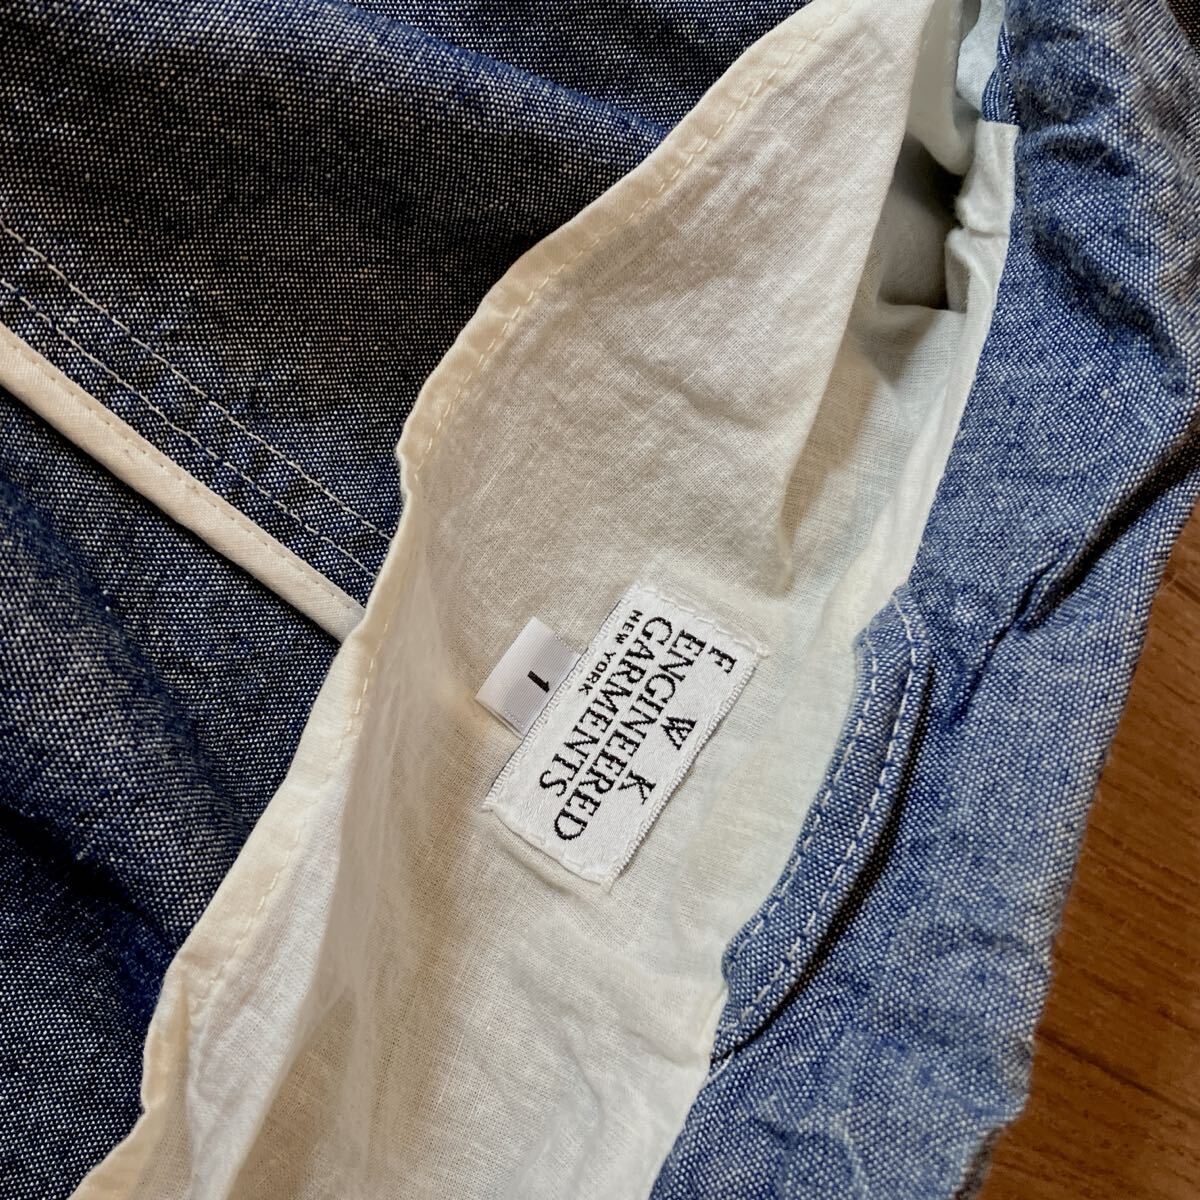 F W K
ENGINEERED
GARMENTS
NEW YORK
1